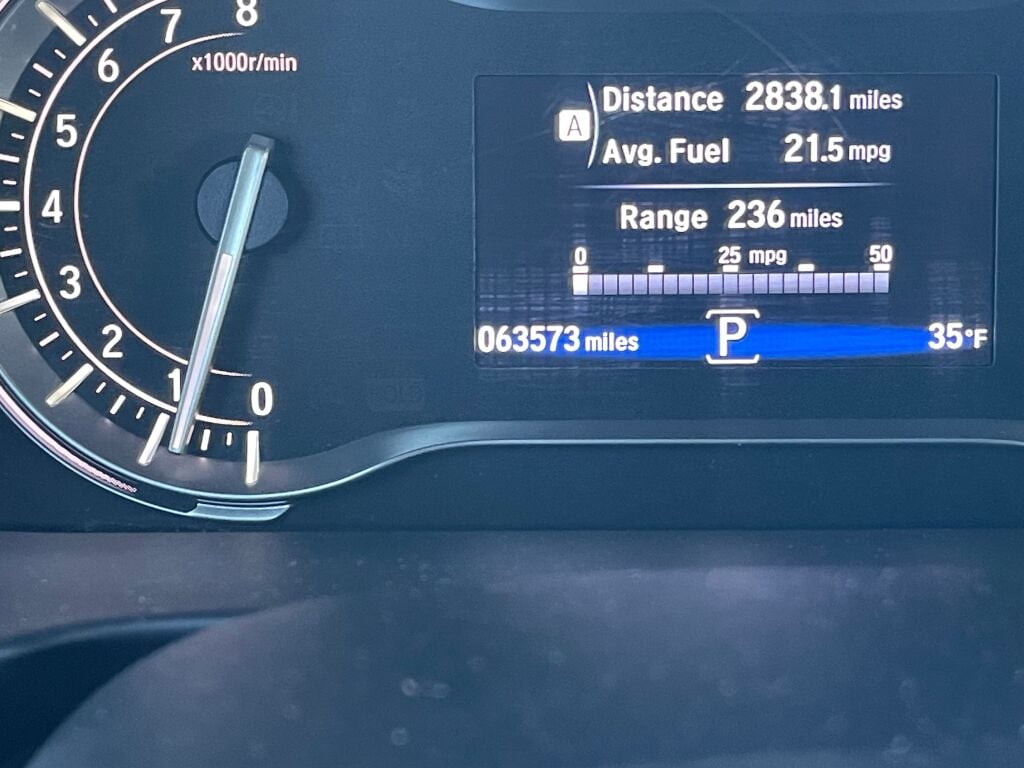 8
7
x1000r/min
6
5
4
3
2
1
0
A
Distance 2838.1 miles
Avg. Fuel 21.5 mpg
Range 236 miles
0 25 mpg 50
063573 miles P 35°F